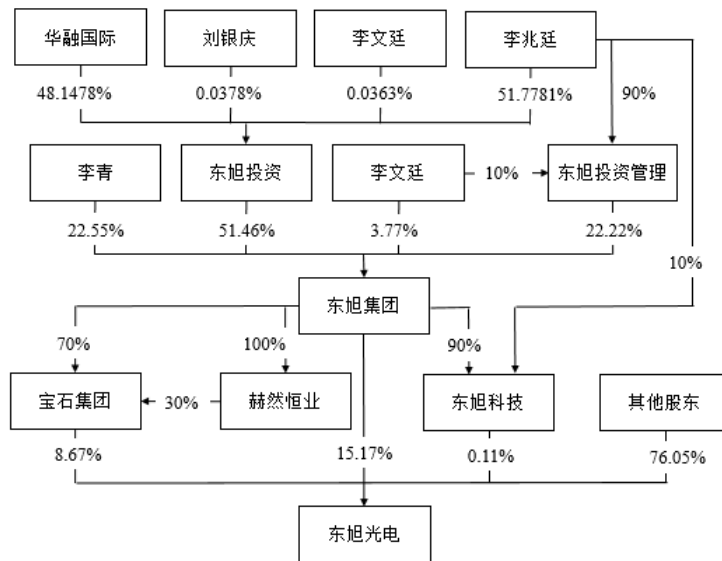 华融国际 刘银庆 李文廷 李兆廷
48.1478% 0.0378% 0.0363% 51.7781% 90%
李青 东旭投资 李文廷 10% 东旭投资管理
22.55% 51.46% 3.77% 22.22%
10%
东旭集团
70% 100% 90%
宝石集团 30% 赫然恒业 东旭科技 其他股东
8.67% 15.17% 0.11% 76.05%
东旭光电